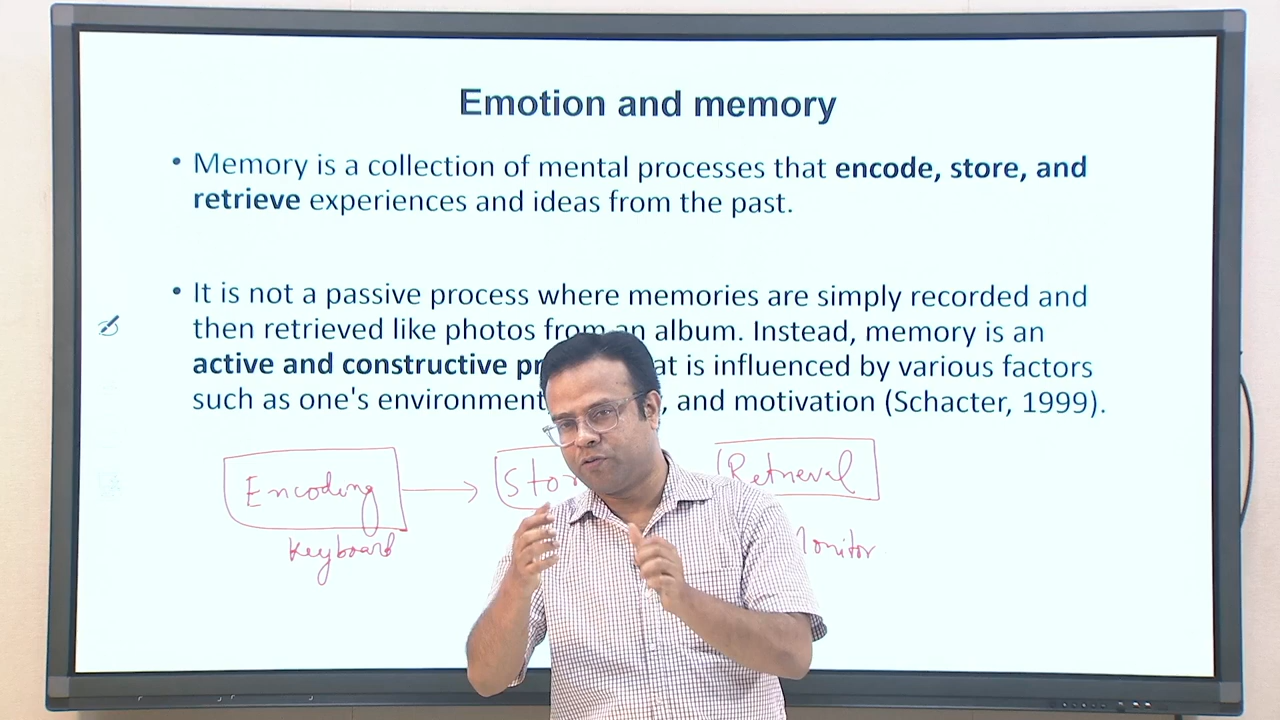 Emotion and memory
• Memory is a collection of mental processes that encode, store, and
retrieve experiences and ideas from the past.
• It is not a passive process where memories are simply recorded and
then retrieved like photos from an album. Instead, memory is an
active and constructive pr at is influenced by various factors
such as one's environment , and motivation (Schacter, 1999).
Encoding Sto Retrieval
Keyboard Monitor